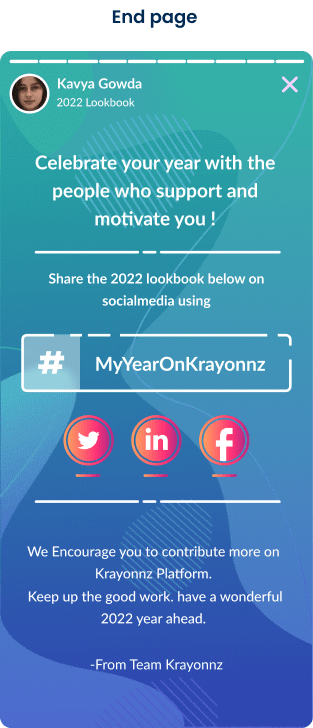 End page
Kavya Gowda
2022 Lookbook
Celebrate your year with the
people who support and
motivate you !
Share the 2022 lookbook below on
socialmedia using
# MyYearOnKrayonnz
in f
We Encourage you to contribute more on
Krayonnz Platform.
Keep up the good work. have a wonderful
2022 year ahead.
-From Team Krayonnz